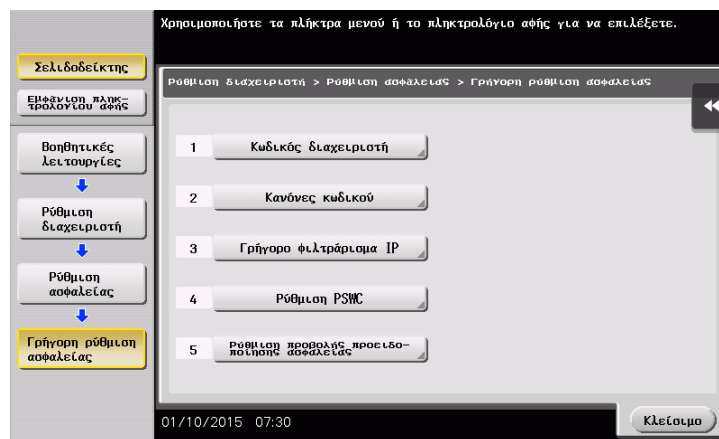 Χρησιμοποιήστε τα πλήκτρα μενού ή το πληκτρολόγιο αφής για να επιλέξετε.
Σελιδοδείκτης
Εμφάνιση πληκ-
τρολογίου αφής
Βοηθητικές
λειτουργίες
Ρύθμιση
διαχειριστή
Ρύθμιση
ασφαλείας
Γρήγορη ρύθμιση
ασφαλείας
Ρύθμιση διαχειριστή > Ρύθμιση ασφαλείας > Γρήγορη ρύθμιση ασφαλείας
1 Κωδικός διαχειριστή
2 Κανόνες κωδικού
3 Γρήγορο φιλτράρισμα IP
4 Ρύθμιση PSWC
5 Ρύθμιση προβολής προειδο-
ποίησης ασφαλείας
01/10/2015 07:30
Κλείσιμο